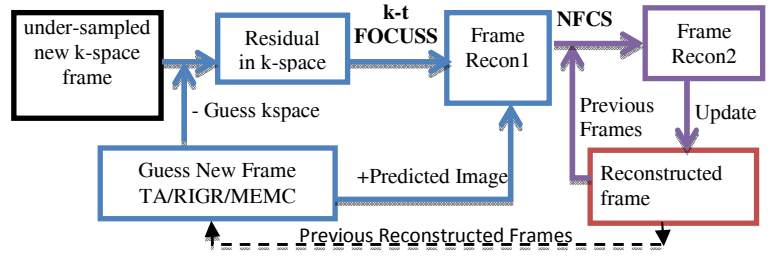 under-sampled
new k-space
frame
Residual
in k-space
k-t
FOCUSS
Frame
Recon1
NFCS
Frame
Recon2
- Guess kspace
Previous
Frames
Update
Guess New Frame
TA/RIGR/MEMC
+Predicted Image
Reconstructed
frame
Previous Reconstructed Frames